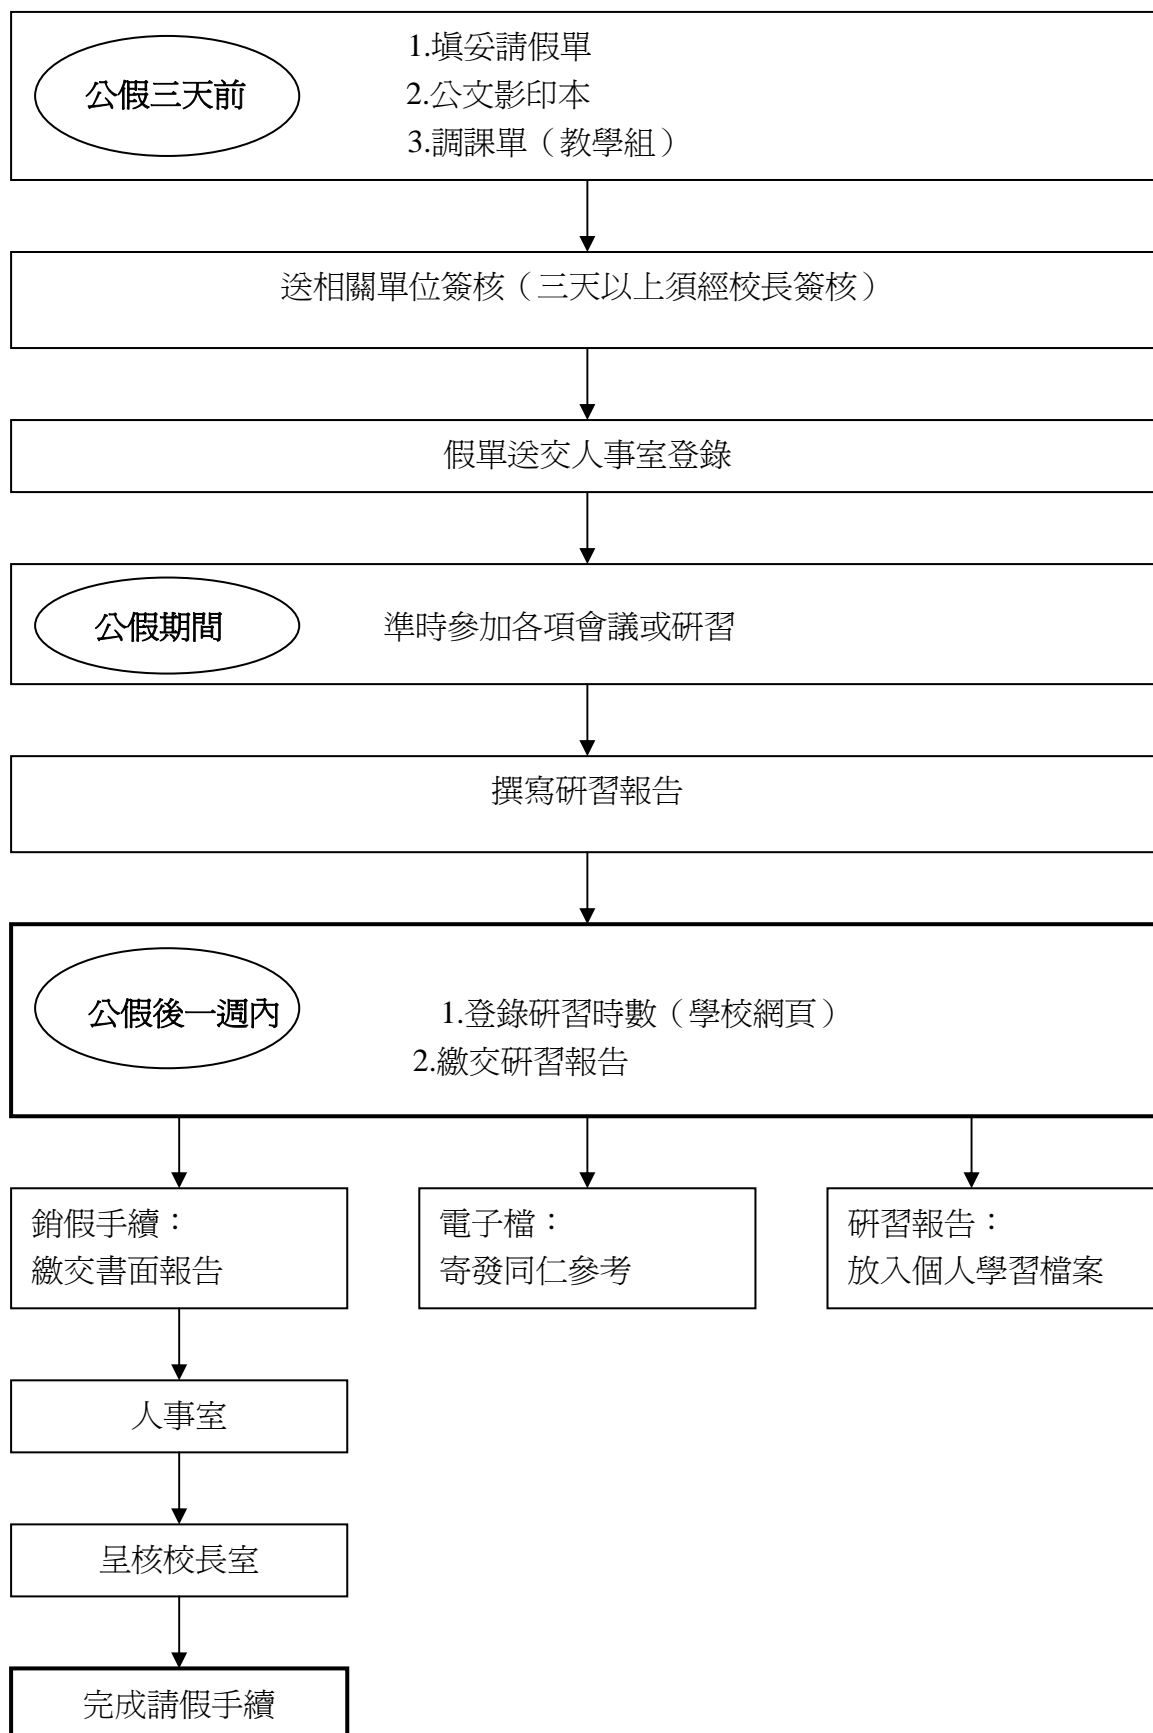 公假三天前
1.填妥請假單
2.公文影印本
3.調課單（教學組）
送相關單位簽核（三天以上須經校長簽核）
假單送交人事室登錄
公假期間
準時參加各項會議或研習
撰寫研習報告
公假後一週內
1.登錄研習時數（學校網頁）
2.繳交研習報告
銷假手續：
繳交書面報告
電子檔：
寄發同仁參考
研習報告：
放入個人學習檔案
人事室
呈核校長室
完成請假手續